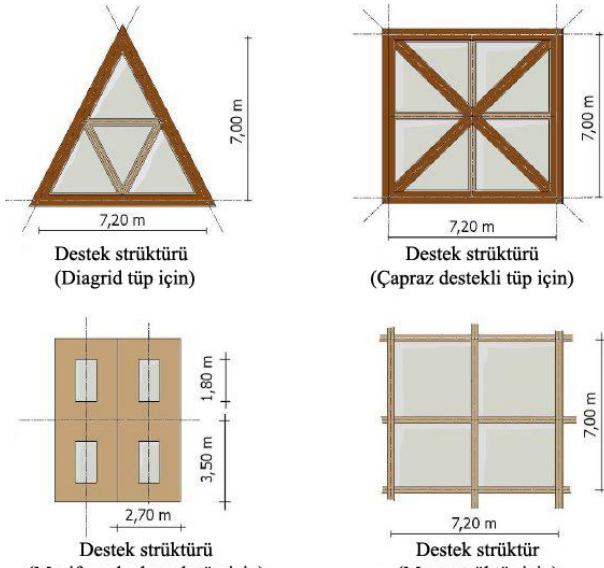 7,00 m
7,20 m
Destek strüktürü
(Diagrid tüp için)
7,00 m
7,20 m
Destek strüktürü
(Çapraz destekli tüp için)
1,80 m
3,50 m
2,70 m
Destek strüktürü
7,00 m
7,20 m
Destek strüktür